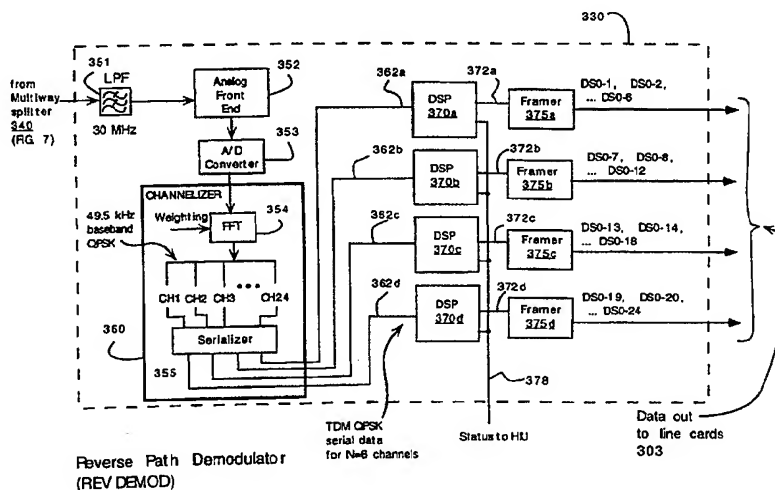 330
351
LPF
352
from
Multiway
splitter
340
(RG. 7)
30 MHz
Analog
Front
End
353
A/D
Converter
CHANNELIZER
49.5 kHz
baseband
QPSK
Weighting
FFT
354
CH1 CH2 CH3 ••• CH24
360
Serializer
355
362a
DSP
370a
372a
Framer
375a
DS0-1, DS0-2,
... DS0-6
362b
DSP
370b
372b
Framer
375b
DS0-7, DS0-8,
... DS0-12
362c
DSP
370c
372c
Framer
375c
DS0-13, DS0-14,
... DS0-18
362d
DSP
370d
372d
Framer
375d
DS0-19, DS0-20,
... DS0-24
378
TDM QPSK
serial data
for N=6 channels
Status to HIU
Data out
to line cards
303
Reverse Path Demodulator
(REV DEMOD)